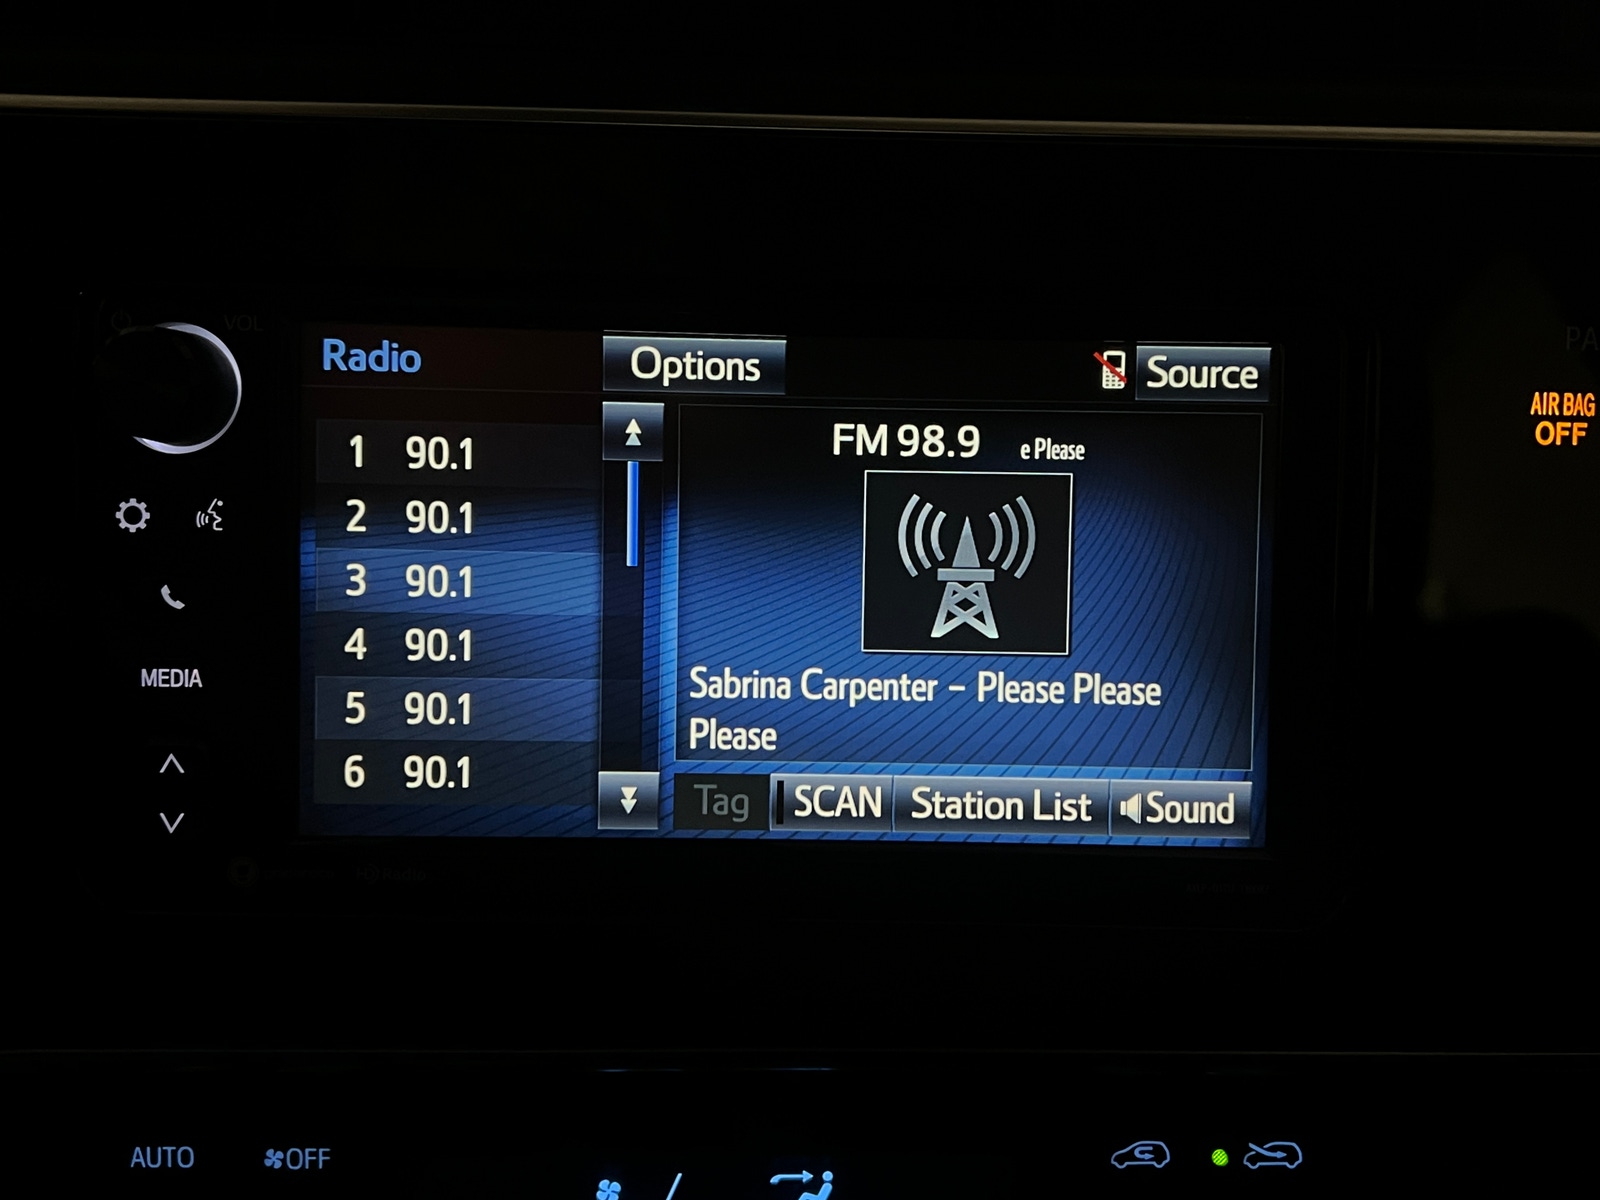 VOL
Radio
Options
Source
1 90.1
2 90.1
3 90.1
4 90.1
5 90.1
6 90.1
FM 98.9 e Please
Sabrina Carpenter – Please Please
Please
Tag
SCAN
Station List
Sound
MEDIA
AIR BAG
OFF
HD Radio
AUTO
OFF